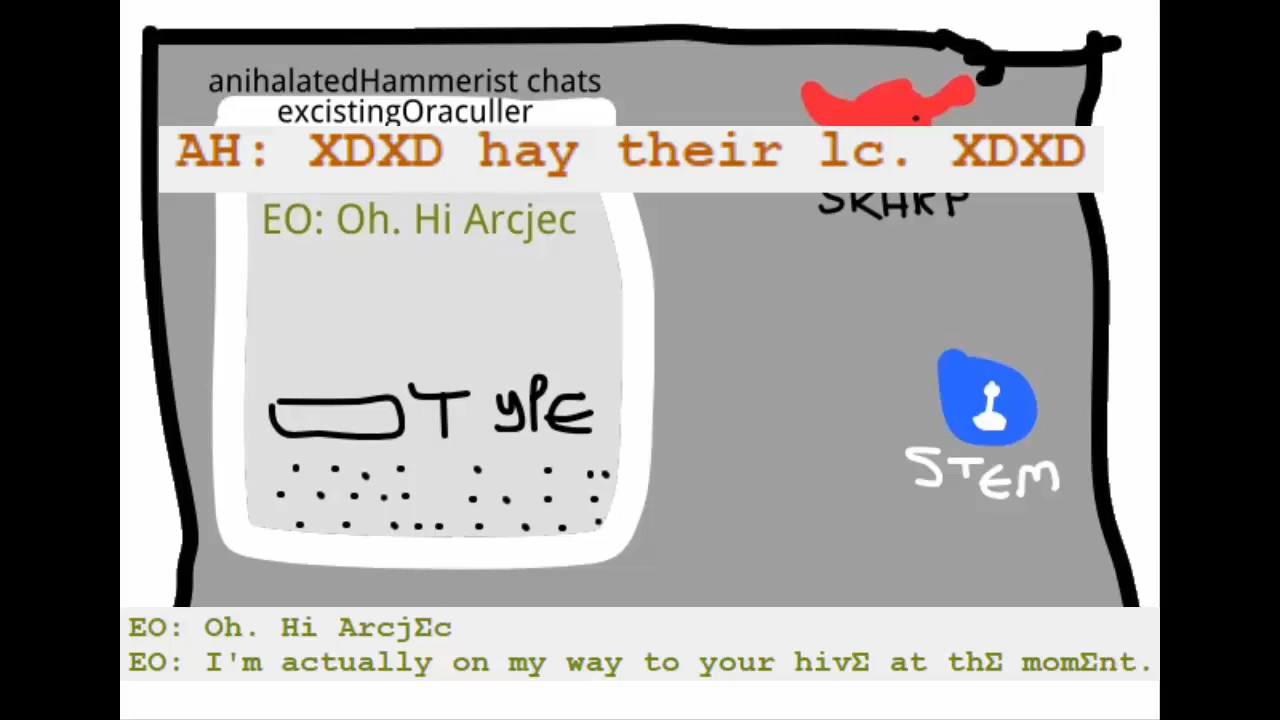 anihalatedHammerist chats
excistingOraculler
AH: XDXD hay their lc. XDXD
SKARP
EO: Oh. Hi Arcjec
TYPE
STEM
EO: Oh. Hi ArcjΣc
EO: I'm actually on my way to your hivΣ at thΣ momΣnt.